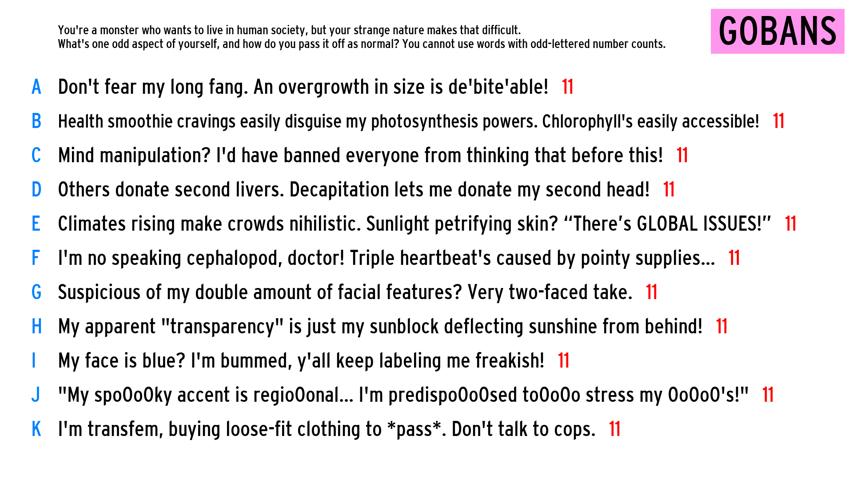 You're a monster who wants to live in human society, but your strange nature makes that difficult.
What's one odd aspect of yourself, and how do you pass it off as normal? You cannot use words with odd-lettered number counts.
GOBANS
A Don't fear my long fang. An overgrowth in size is de'bite'able! 11
B Health smoothie cravings easily disguise my photosynthesis powers. Chlorophyll's easily accessible! 11
C Mind manipulation? I'd have banned everyone from thinking that before this! 11
D Others donate second livers. Decapitation lets me donate my second head! 11
E Climates rising make crowds nihilistic. Sunlight petrifying skin? “There’s GLOBAL ISSUES!” 11
F I'm no speaking cephalopod, doctor! Triple heartbeat's caused by pointy supplies... 11
G Suspicious of my double amount of facial features? Very two-faced take. 11
H My apparent "transparency" is just my sunblock deflecting sunshine from behind! 11
I My face is blue? I'm bummed, y'all keep labeling me freakish! 11
J "My spoOoOky accent is regioOonal... I'm predispoOoOsed toOoOo stress my OoOoO's!" 11
K I'm transfem, buying loose-fit clothing to *pass*. Don't talk to cops. 11